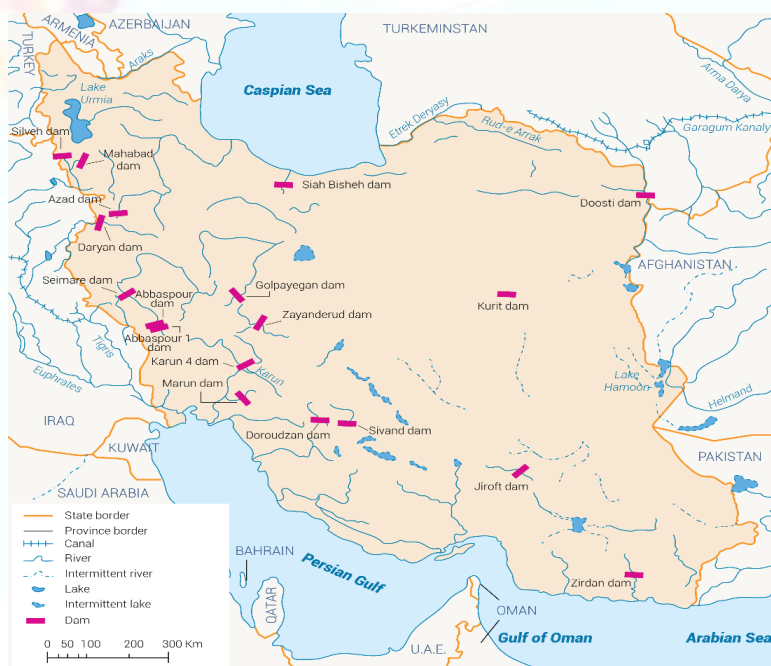 ARMENIA
AZERBAIJAN
TURKEY
TURKEMINSTAN
Araks
Caspian Sea
Lake
Urmia
Arma Darya
Etrek Deryasy
Rud-e Arrak
Garagum Kanaly
Silveh dam
Mahabad
dam
Siah Bisheh dam
Azad dam
Doosti dam
Daryan dam
AFGHANISTAN
Seimare dam
Abbaspour
dam
Golpayegan dam
Kurit dam
Zayanderud dam
Abbaspour 1
dam
Tigris
Karun 4 dam
Karun
Euphrates
Marun dam
Lake
Hamoon
Helmand
IRAQ
Doroudzan dam
Sivand dam
KUWAIT
PAKISTAN
SAUDI ARABIA
Jiroft dam
State border
Province border
Canal
River
Intermittent river
Lake
Intermittent lake
Dam
0 50 100 200 300 Km
BAHRAIN
Persian Gulf
QATAR
Zirdan dam
OMAN
U.A.E.
Gulf of Oman
Arabian Sea